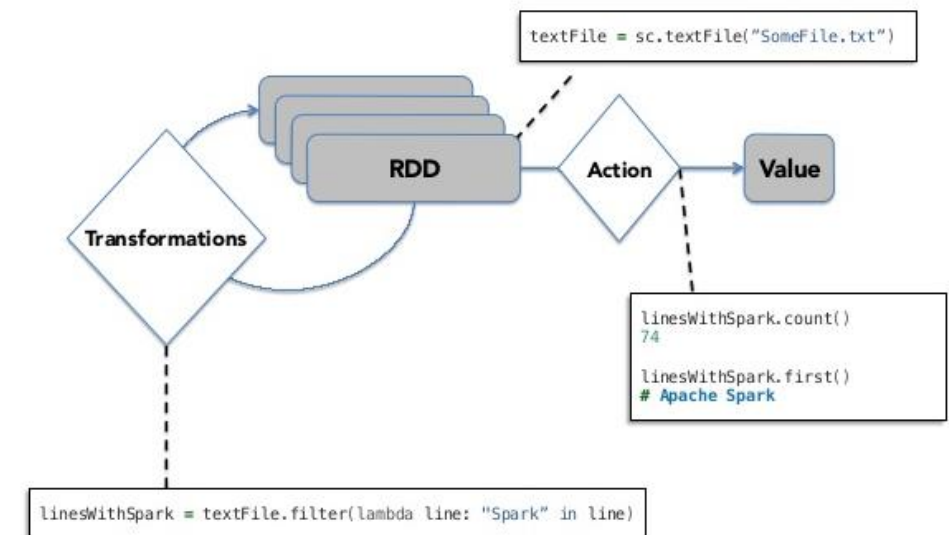 textFile = sc.textFile(”SomeFile.txt”)
RDD
Action
Value
Transformations
linesWithSpark.count()
74
linesWithSpark.first()
# Apache Spark
linesWithSpark = textFile.filter(lambda line: "Spark” in line)